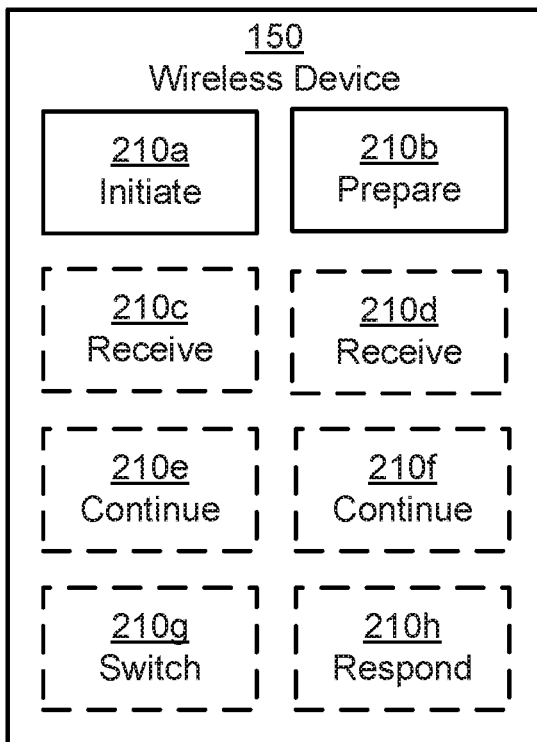 150
Wireless Device
210a
Initiate
210b
Prepare
210c
Receive
210d
Receive
210e
Continue
210f
Continue
210g
Switch
210h
Respond